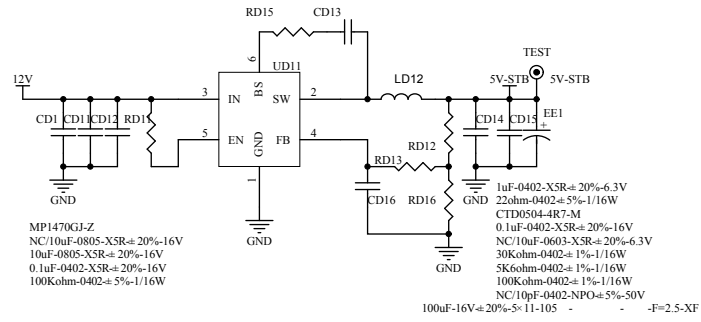 RD15 CD13
TEST
6
UD11
12V
BS
LD12
5V-STB
5V-STB
3 IN SW 2
CD1 CD11 CD12 RD11
CD14 CD15 EE1
+
5 EN FB 4
GND
RD12
RD13
1
CD16 RD16
GND
GND
GND
GND
MP1470GJ-Z
NC/10uF-0805-X5R-±20%-16V
10uF-0805-X5R-±20%-16V
0.1uF-0402-X5R-±20%-16V
100Kohm-0402-±5%-1/16W
1uF-0402-X5R-±20%-6.3V
22ohm-0402-±5%-1/16W
CTD0504-4R7-M
0.1uF-0402-X5R-±20%-16V
NC/10uF-0603-X5R-±20%-6.3V
30Kohm-0402-±1%-1/16W
5K6ohm-0402-±1%-1/16W
100Kohm-0402-±1%-1/16W
NC/10pF-0402-NPO-±5%-50V
100uF-16V-±20%-5×11-105 - - -F=2.5-XF